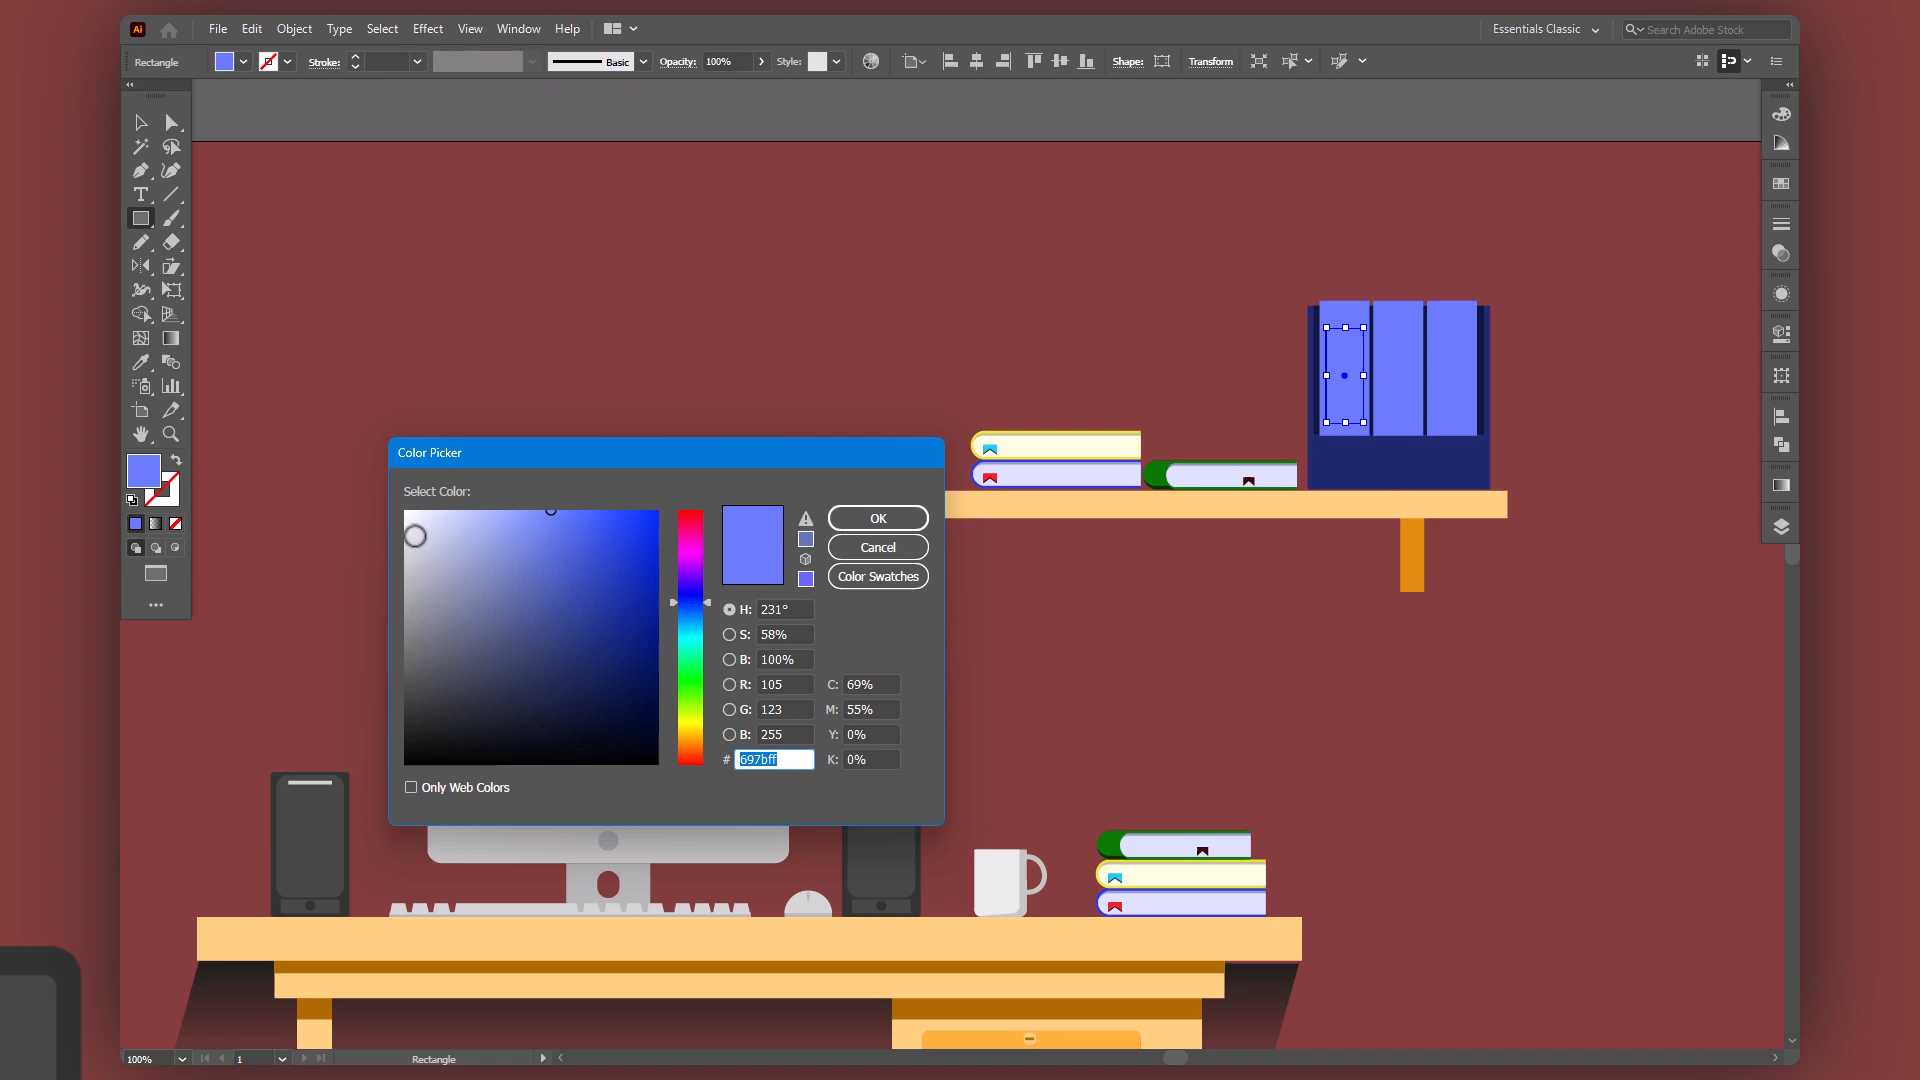 Ai File Edit Object Type Select Effect View Window Help Essentials Classic Search Adobe Stock
Rectangle Stroke: Basic Opacity: 100% Style: Shape: Transform
Color Picker
Select Color:
OK
Cancel
Color Swatches
H: 231°
S: 58%
B: 100%
R: 105 C: 69%
G: 123 M: 55%
B: 255 Y: 0%
# 697bff K: 0%
Only Web Colors
100% 1 Rectangle